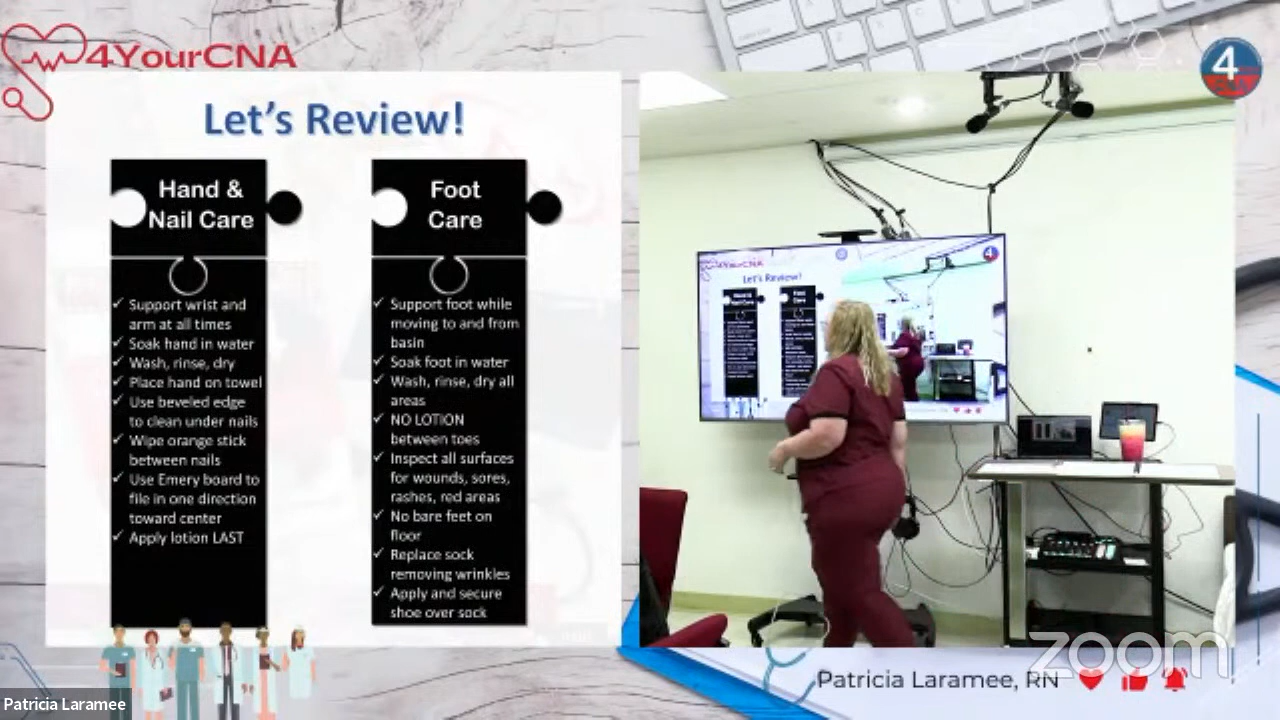 4YourCNA
4
Let's Review!
Hand &
Nail Care
Support wrist and
arm at all times
Soak hand in water
Wash, rinse, dry
Place hand on towel
Use beveled edge
to clean under nails
Wipe orange stick
between nails
Use Emery board to
file in one direction
toward center
Apply lotion LAST
Foot
Care
Support foot while
moving to and from
basin
Soak foot in water
Wash, rinse, dry all
areas
NO LOTION
between toes
Inspect all surfaces
for wounds, sores,
rashes, red areas
No bare feet on
floor
Replace sock
removing wrinkles
Apply and secure
shoe over sock
Let's Review!
zoom
Patricia Laramee, RN
Patricia Laramee